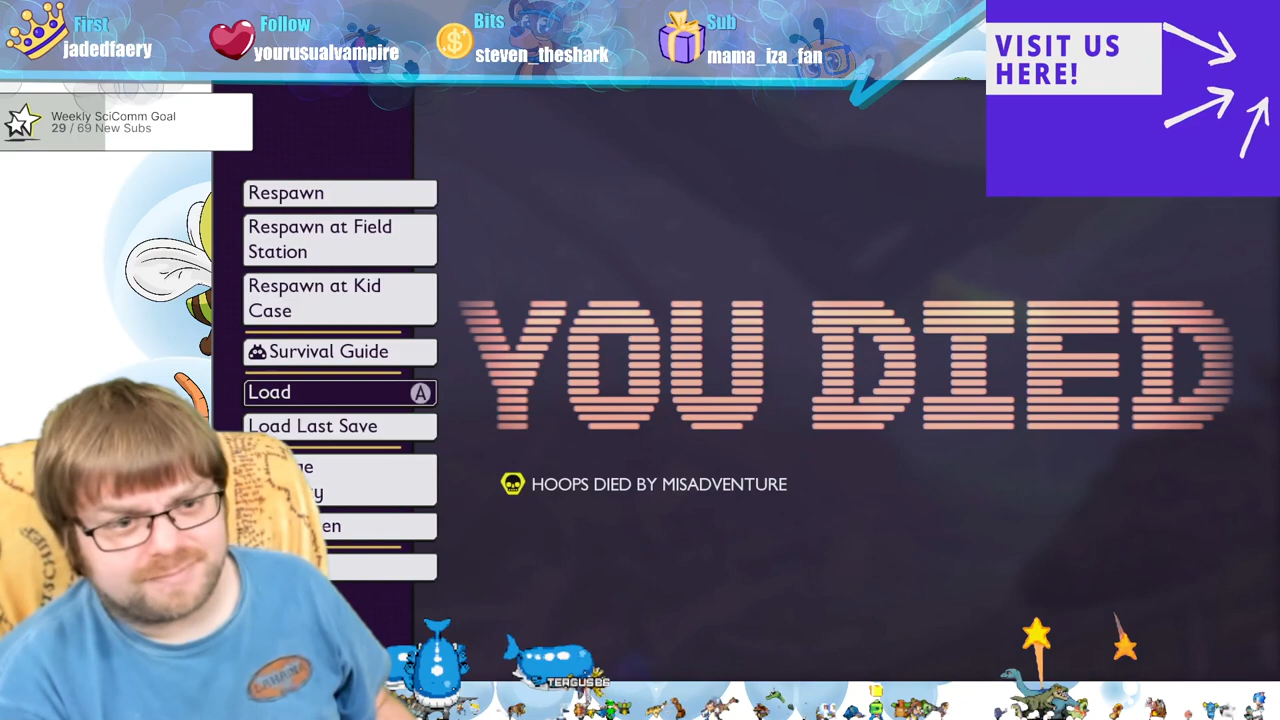 First
jadedfaery
Follow
yourusualvampire
Bits
steven_theshark
Sub
mama_iza_fan
VISIT US
HERE!
Weekly SciComm Goal
29 / 69 New Subs
Respawn
Respawn at Field
Station
Respawn at Kid
Case
Survival Guide
Load A
Load Last Save
YOU DIED
HOOPS DIED BY MISADVENTURE
TEAGUS86